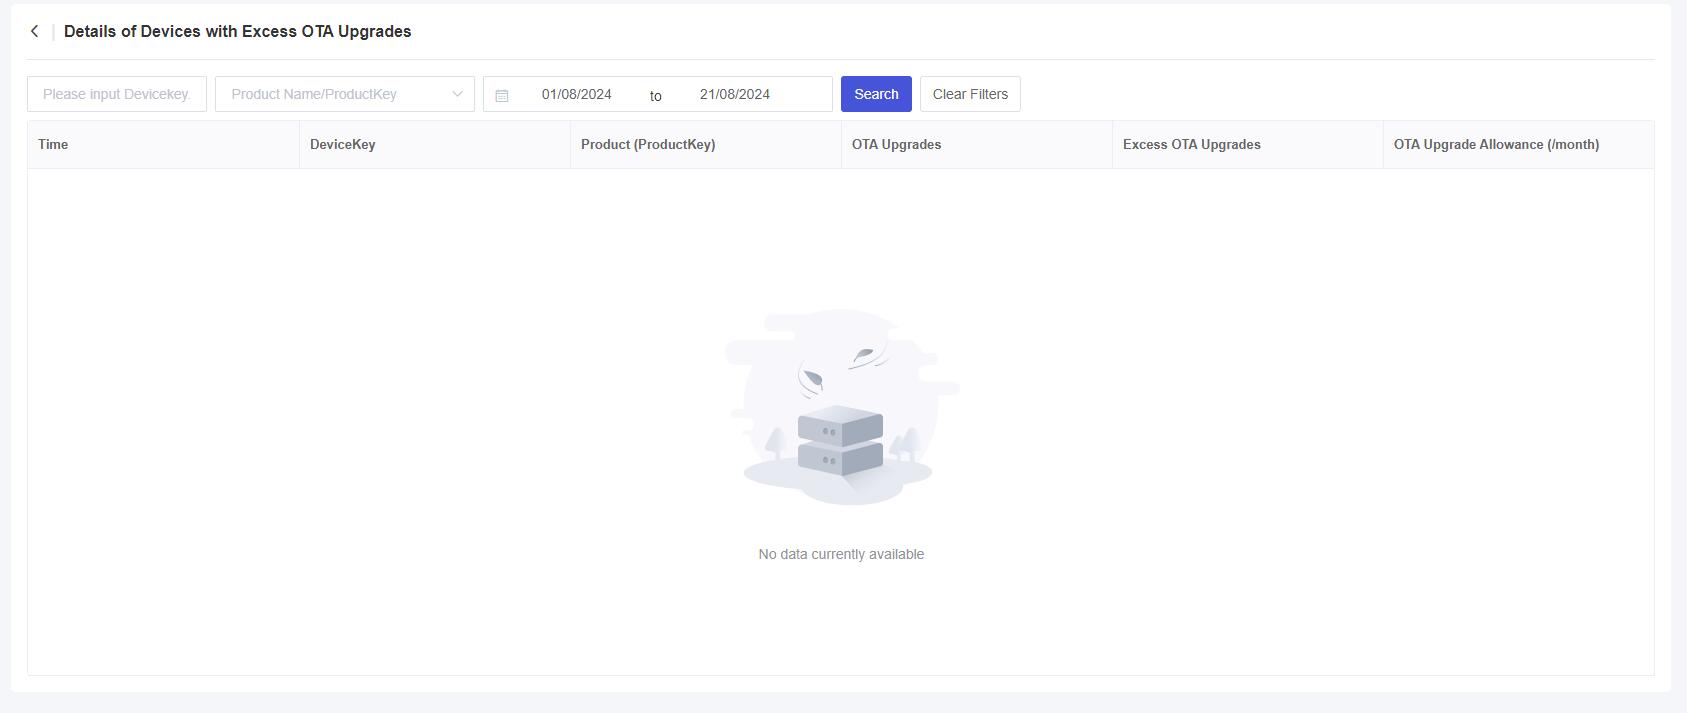 Details of Devices with Excess OTA Upgrades
Please input Devicekey. Product Name/ProductKey 01/08/2024 to 21/08/2024 Search Clear Filters
Time DeviceKey Product (ProductKey) OTA Upgrades Excess OTA Upgrades OTA Upgrade Allowance (/month)
No data currently available